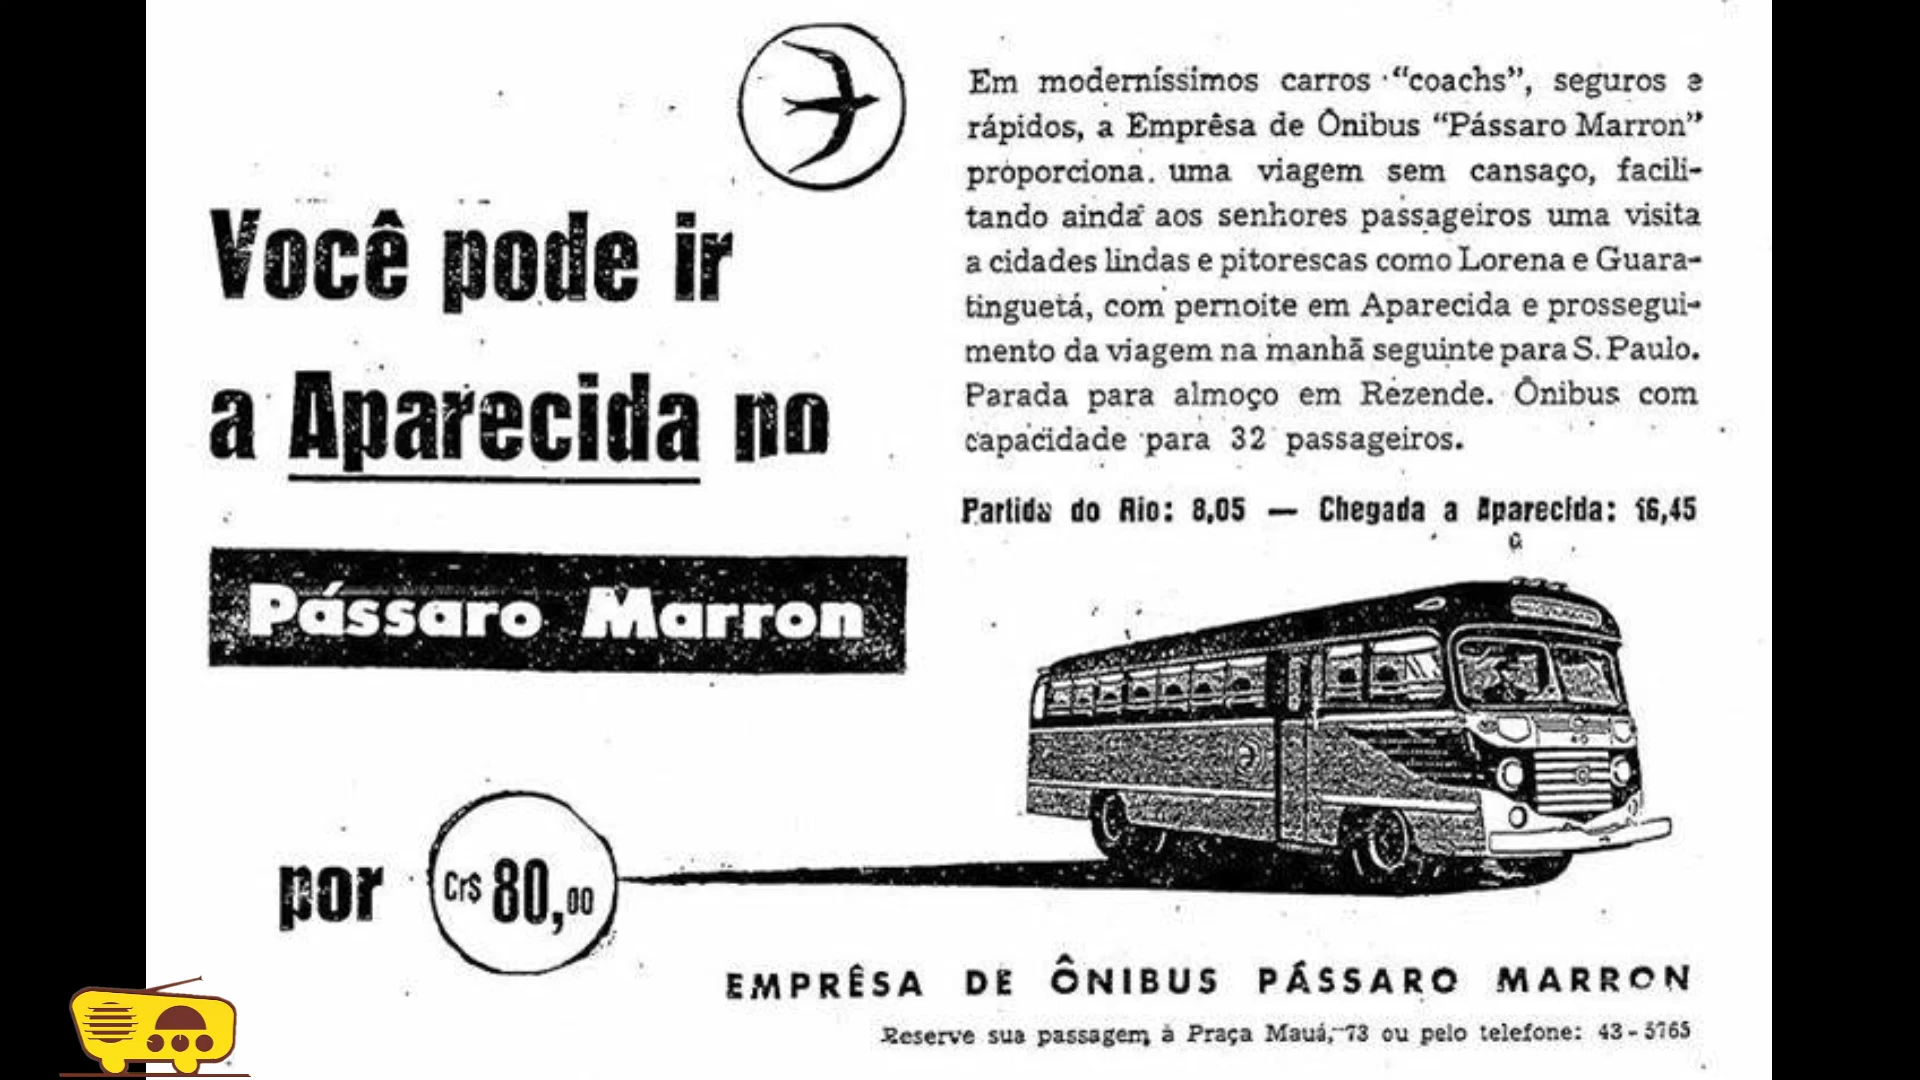 Você pode ir
a Aparecida no
Pássaro Marron
por Cr$ 80,00
Em moderníssimos carros "coachs", seguros e
rápidos, a Emprêsa de Ônibus "Pássaro Marron"
proporciona uma viagem sem cansaço, facili-
tando ainda aos senhores passageiros uma visita
a cidades lindas e pitorescas como Lorena e Guara-
tinguetá, com pernoite em Aparecida e prossegui-
mento da viagem na manhã seguinte para S. Paulo.
Parada para almoço em Rezende. Ônibus com
capacidade para 32 passageiros.
Partida do Rio: 8,05 — Chegada a Aparecida: 16,45
EMPRÊSA DE ÔNIBUS PÁSSARO MARRON
Reserve sua passagem à Praça Mauá, 73 ou pelo telefone: 43-5765